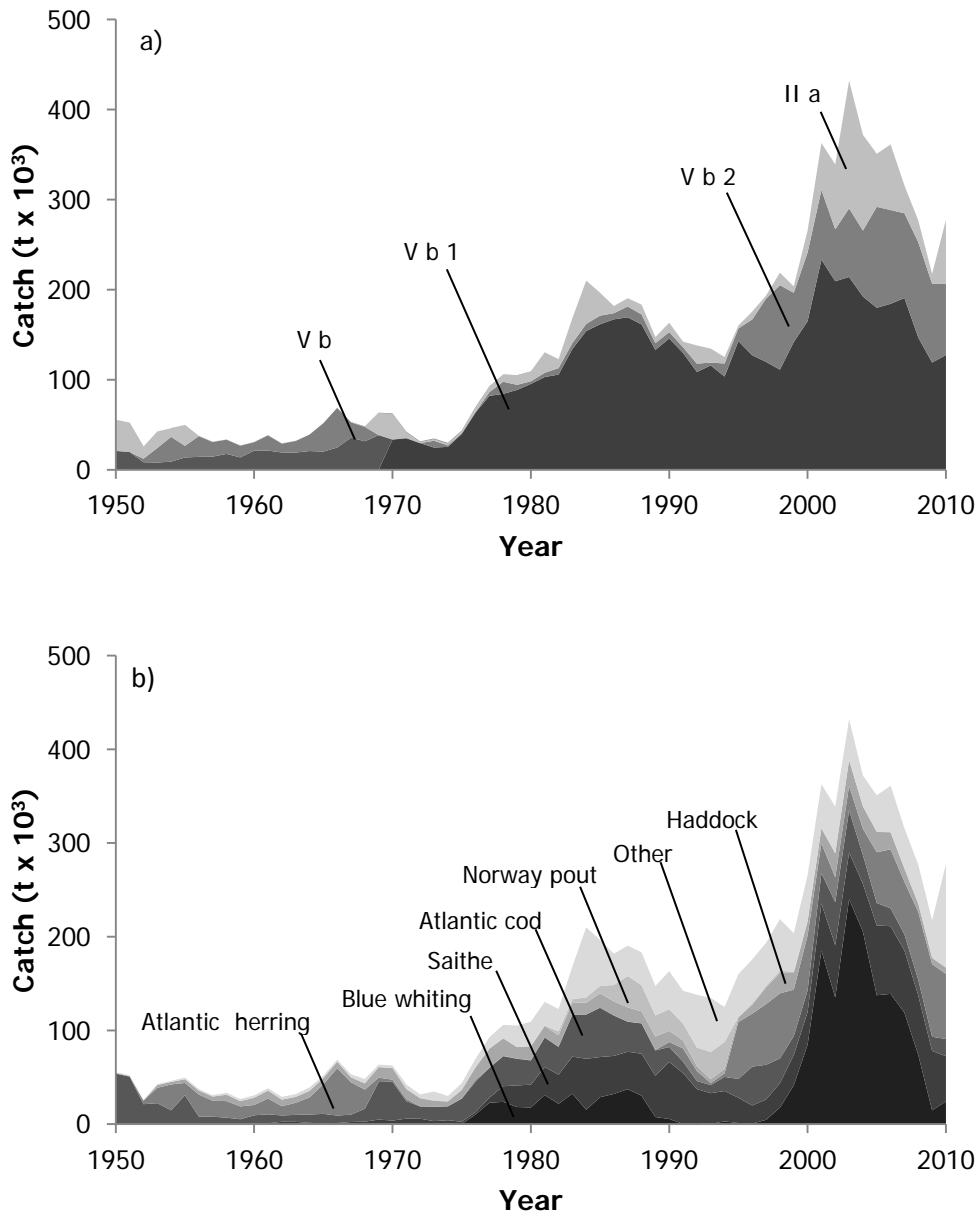 a)
Catch (t x 10³)
500
400
300
200
100
0
V b
V b 1
V b 2
II a
1950 1960 1970 1980 1990 2000 2010
Year
b)
Catch (t x 10³)
500
400
300
200
100
0
Haddock
Other
Norway pout
Atlantic cod
Saithe
Blue whiting
Atlantic herring
1950 1960 1970 1980 1990 2000 2010
Year